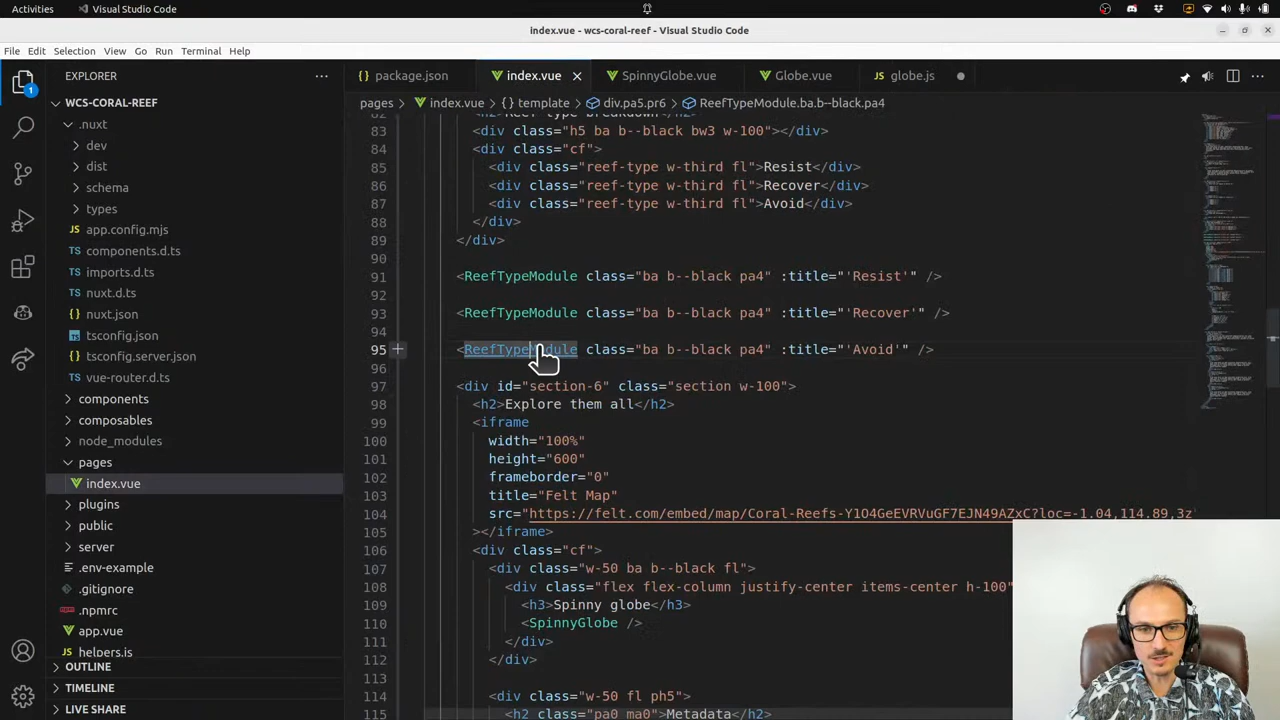 Activities Visual Studio Code
index.vue - wcs-coral-reef - Visual Studio Code
File Edit Selection View Go Run Terminal Help
EXPLORER
package.json index.vue SpinnyGlobe.vue Globe.vue globe.js
pages > index.vue > template > div.pa5.pr6 > ReefTypeModule.ba.b--black.pa4
1
WCS-CORAL-REEF
.nuxt
dev
dist
schema
types
app.config.mjs
components.d.ts
imports.d.ts
nuxt.d.ts
nuxt.json
tsconfig.json
tsconfig.server.json
vue-router.d.ts
components
composables
node_modules
pages
index.vue
plugins
public
server
.env-example
.gitignore
.npmrc
app.vue
helpers.js
OUTLINE
TIMELINE
LIVE SHARE
82 <h2>Reef type breakdown</h2>
83 <div class="h5 ba b--black bw3 w-100"></div>
84 <div class="cf">
85 <div class="reef-type w-third fl">Resist</div>
86 <div class="reef-type w-third fl">Recover</div>
87 <div class="reef-type w-third fl">Avoid</div>
88 </div>
89 </div>
90
91 <ReefTypeModule class="ba b--black pa4" :title="'Resist'" />
92
93 <ReefTypeModule class="ba b--black pa4" :title="'Recover'" />
94
95 <ReefTypeModule class="ba b--black pa4" :title="'Avoid'" />
96
97 <div id="section-6" class="section w-100">
98 <h2>Explore them all</h2>
99 <iframe
100 width="100%"
101 height="600"
102 frameborder="0"
103 title="Felt Map"
104 src="https://felt.com/embed/map/Coral-Reefs-Y1O4GeEVRVuGF7EJN49AZxC?loc=-1.04,114.89,3z
105 ></iframe>
106 <div class="cf">
107 <div class="w-50 ba b--black fl">
108 <div class="flex flex-column justify-center items-center h-100"
109 <h3>Spinny globe</h3>
110 <SpinnyGlobe />
111 </div>
112 </div>
113
114 <div class="w-50 fl ph5">
115 <h2 class="pa0 ma0">Metadata</h2>